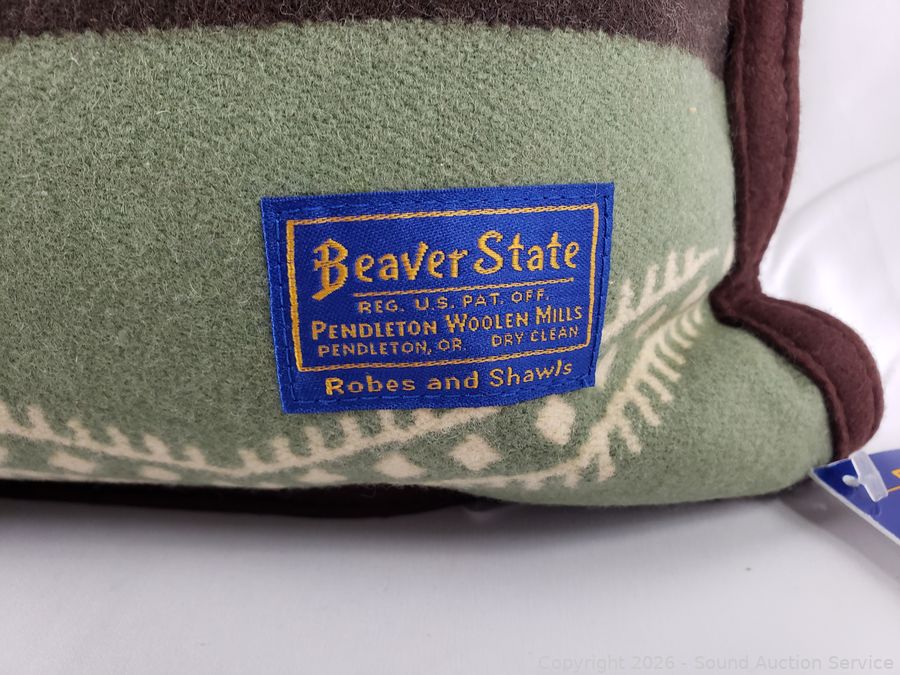 Beaver State
REG. U.S. PAT. OFF.
PENDLETON WOOLEN MILLS
PENDLETON, OR. DRY CLEAN
Robes and Shawls
Copyright 2026 - Sound Auction Service